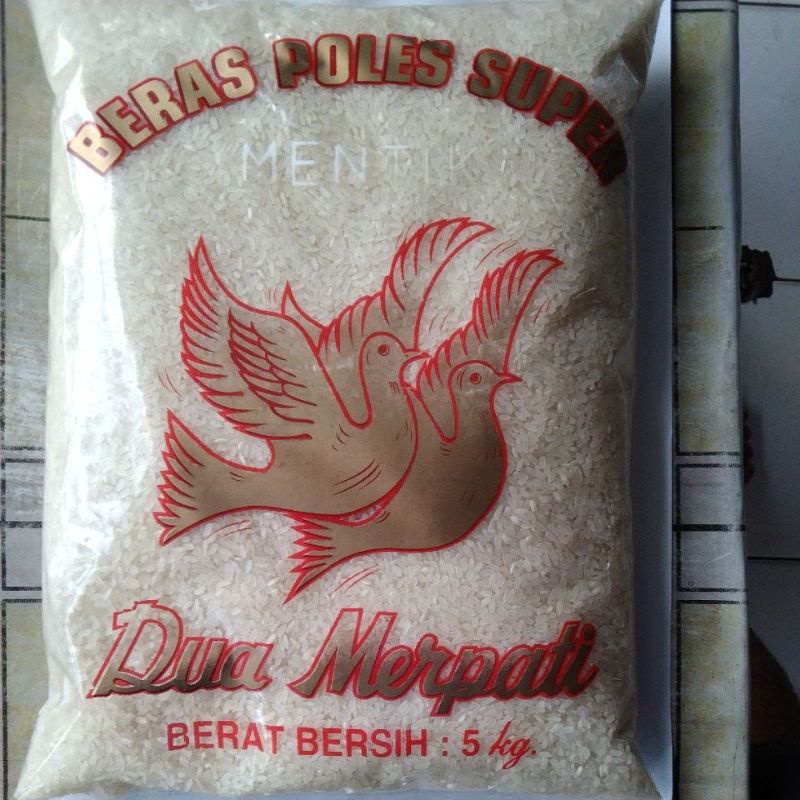 BERAS POLES SUPER
MENTIK
Dua Merpati
BERAT BERSIH : 5 kg.